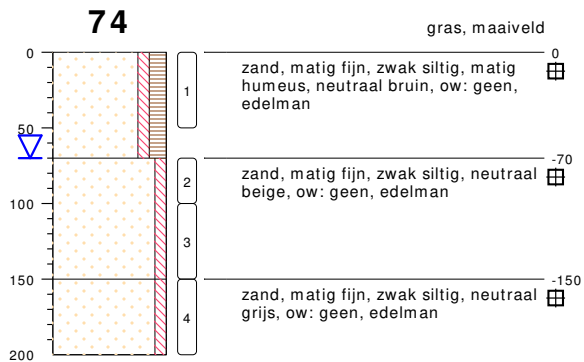 74
gras, maaiveld
0
0
zand, matig fijn, zwak siltig, matig
humeus, neutraal bruin, ow: geen,
edelman
1
50
-70
zand, matig fijn, zwak siltig, neutraal
beige, ow: geen, edelman
2
100
3
150
-150
zand, matig fijn, zwak siltig, neutraal
grijs, ow: geen, edelman
4
200